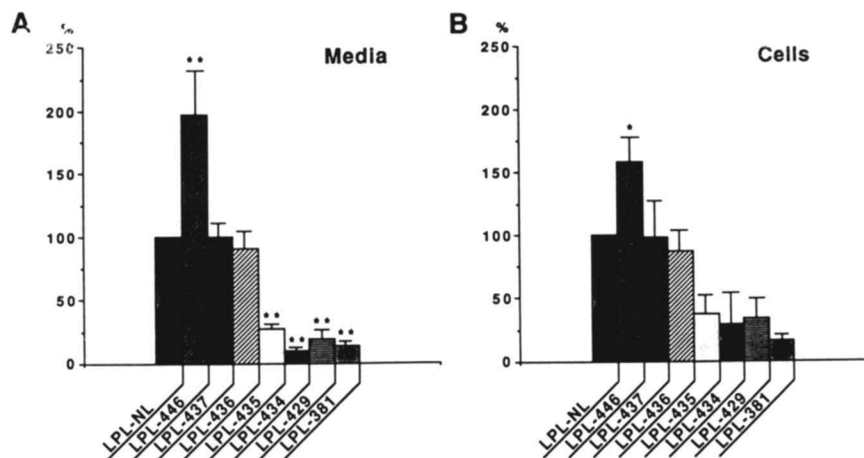 A
%
250
200
150
100
50
0
Media
**
**
**
**
**
LPL-NL
LPL-446
LPL-437
LPL-436
LPL-435
LPL-434
LPL-429
LPL-381
B
%
250
200
150
100
50
0
Cells
*
LPL-NL
LPL-446
LPL-437
LPL-436
LPL-435
LPL-434
LPL-429
LPL-381